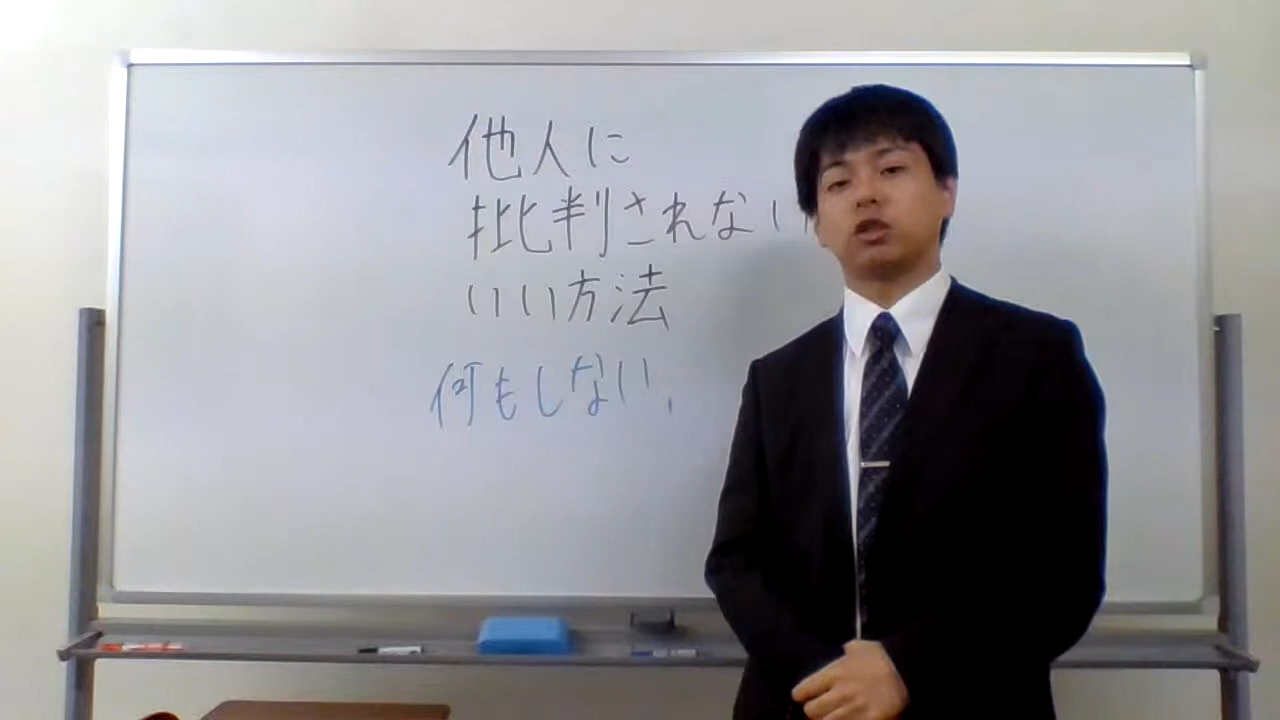 他人に
批判されない
いい方法
何もしない、